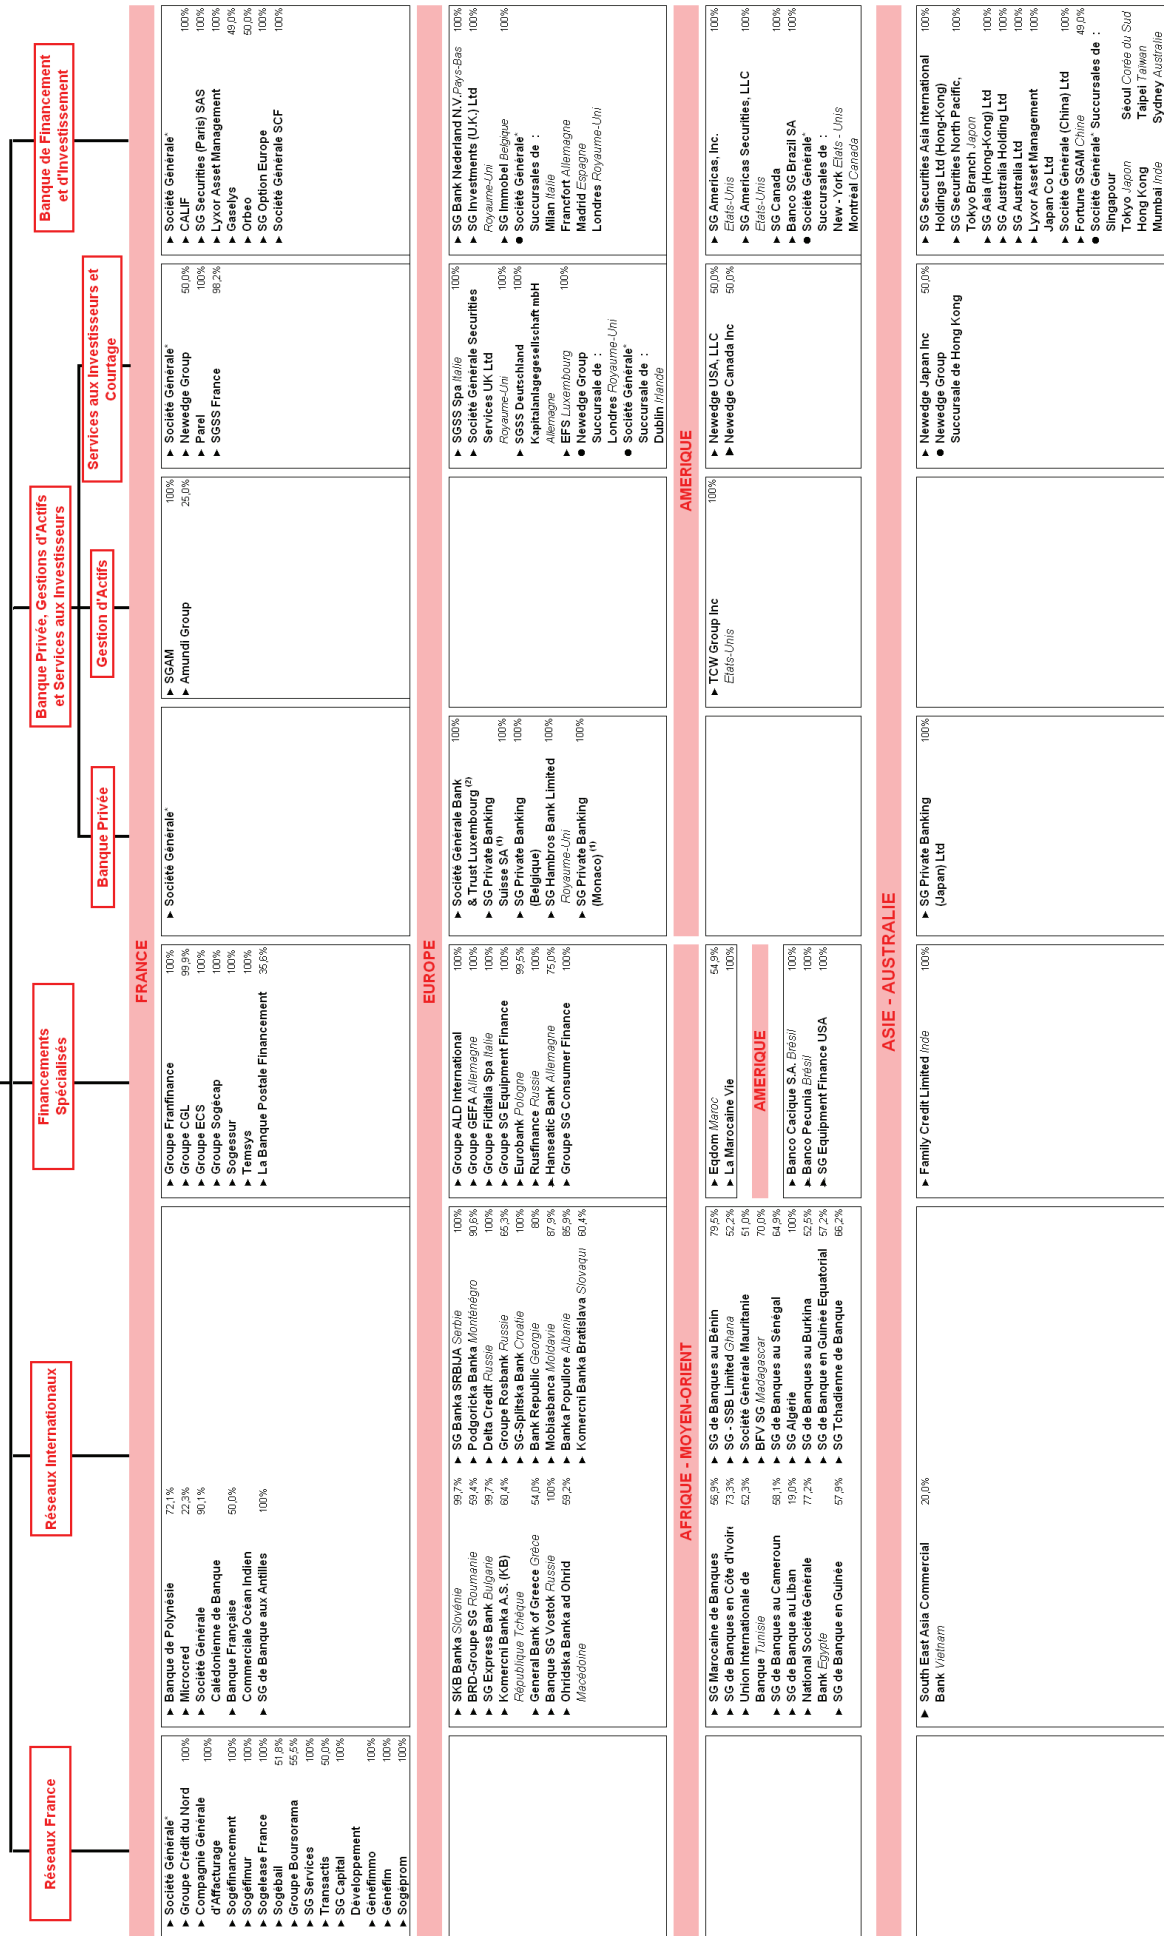 Réseaux France
Réseaux Internationaux
Financements
Spécialisés
Banque Privée, Gestions d'Actifs
et Services aux Investisseurs
Banque Privée
Gestion d'Actifs
Services aux Investisseurs et
Courtage
Banque de Financement
et d'Investissement
FRANCE
► Société Générale*
► Groupe Crédit du Nord 100%
► Compagnie Générale
d'Affacturage 100%
► Sogéfinancement 100%
► Sogéfimur 100%
► Sogelease France 100%
► Sogébail 51,8%
► Groupe Boursorama 55,5%
► SG Services 100%
► Transactis 50,0%
► SG Capital
Développement 100%
► Généfimmo 100%
► Généfim 100%
► Sogéprom 100%
► Banque de Polynésie 72,1%
► Microcred 22,3%
► Société Générale
Calédonienne de Banque 90,1%
► Banque Française
Commerciale Océan Indien 50,0%
► SG de Banque aux Antilles 100%
► Groupe Franfinance 100%
► Groupe CGL 99,9%
► Groupe ECS 100%
► Groupe Sogécap 100%
► Sogessur 100%
► Temsys 100%
► La Banque Postale Financement 35,6%
► Société Générale*
► SGAM 100%
► Amundi Group 25,0%
► Société Générale*
► Newedge Group 50,0%
► Parel 100%
► SGSS France 98,2%
► Société Générale*
► CALIF 100%
► SG Securities (Paris) SAS 100%
► Lyxor Asset Management 100%
► Gaselys 49,0%
► Orbeo 50,0%
► SG Option Europe 100%
► Société Générale SCF 100%
EUROPE
► SKB Banka Slovénie 99,7%
► BRD-Groupe SG Roumanie 59,4%
► SG Express Bank Bulgarie 99,7%
► Komercni Banka A.S. (KB) 60,4%
République Tchèque
► General Bank of Greece Grèce 54,0%
► Banque SG Vostok Russie 100%
► Ohridska Banka ad Ohrid 59,2%
Macédoine
► SG Banka SRBIJA Serbie 100%
► Podgoricka Banka Monténégro 90,6%
► Delta Credit Russie 100%
► Groupe Rosbank Russie 65,3%
► SG-Splitska Bank Croatie 100%
► Bank Republic Georgie 80%
► Mobiasbanca Moldavie 87,9%
► Banka Popullore Albanie 85,9%
► Komercni Banka Bratislava Slovaqui 60,4%
► Groupe ALD International 100%
► Groupe GEFA Allemagne 100%
► Groupe Fiditalia Spa Italie 100%
► Groupe SG Equipment Finance 100%
► Eurobank Pologne 99,5%
► Rusfinance Russie 100%
► Hanseatic Bank Allemagne 75,0%
► Groupe SG Consumer Finance 100%
► Société Générale Bank
& Trust Luxembourg (2) 100%
► SG Private Banking
Suisse SA (1) 100%
► SG Private Banking
(Belgique) 100%
► SG Hambros Bank Limited 100%
Royaume-Uni
► SG Private Banking
(Monaco) (1) 100%
► SGSS Spa Italie 100%
► Société Générale Securities
Services UK Ltd
Royaume-Uni 100%
► SGSS Deutschland 100%
Kapitalanlagegesellschaft mbH
Allemagne
► EFS Luxembourg 100%
● Newedge Group
Succursale de :
Londres Royaume-Uni
● Société Générale*
Succursale de :
Dublin Irlande
► SG Bank Nederland N.V. Pays-Bas 100%
► SG Investments (U.K.) Ltd 100%
Royaume-Uni
► SG Immobel Belgique 100%
● Société Générale*
Succursales de :
Milan Italie
Francfort Allemagne
Madrid Espagne
Londres Royaume-Uni
AFRIQUE - MOYEN-ORIENT
AMERIQUE
► SG Marocaine de Banques 56,9%
► SG de Banques en Côte d'Ivoire 73,3%
► Union Internationale de 52,3%
Banque Tunisie
► SG de Banques au Cameroun 58,1%
► SG de Banque au Liban 19,0%
► National Société Générale 77,2%
Bank Egypte
► SG de Banque en Guinée 57,9%
► SG de Banques au Bénin 79,5%
► SG - SSB Limited Ghana 52,2%
► Société Générale Mauritanie 51,0%
► BFV SG Madagascar 70,0%
► SG de Banques au Sénégal 64,9%
► SG Algérie 100%
► SG de Banques au Burkina 52,5%
► SG de Banque en Guinée Equatorial 57,2%
► SG Tchadienne de Banque 66,2%
► Eqdom Maroc 54,9%
► La Marocaine Vie 100%
AMERIQUE
► Banco Cacique S.A. Brésil 100%
► Banco Pecunia Brésil 100%
► SG Equipment Finance USA 100%
► TCW Group Inc 100%
Etats-Unis
► Newedge USA, LLC 50,0%
► Newedge Canada Inc 50,0%
► SG Americas, Inc. 100%
Etats-Unis
► SG Americas Securities, LLC 100%
Etats-Unis
► SG Canada 100%
► Banco SG Brazil SA 100%
● Société Générale*
Succursales de :
New - York Etats - Unis
Montréal Canada
ASIE - AUSTRALIE
► South East Asia Commercial 20,0%
Bank Vietnam
► Family Credit Limited Inde 100%
► SG Private Banking 100%
(Japan) Ltd
► Newedge Japan Inc 50,0%
● Newedge Group
Succursale de Hong Kong
► SG Securities Asia International 100%
Holdings Ltd (Hong-Kong)
► SG Securities North Pacific, 100%
Tokyo Branch Japon
► SG Asia (Hong-Kong) Ltd 100%
► SG Australia Holding Ltd 100%
► SG Australia Ltd 100%
► Lyxor Asset Management 100%
Japan Co Ltd
► Société Générale (China) Ltd 100%
► Fortune SGAM Chine 49,0%
● Société Générale* Succursales de :
Singapour
Tokyo Japon Séoul Corée du Sud
Hong Kong Taipei Taiwan
Mumbai Inde Sydney Australie